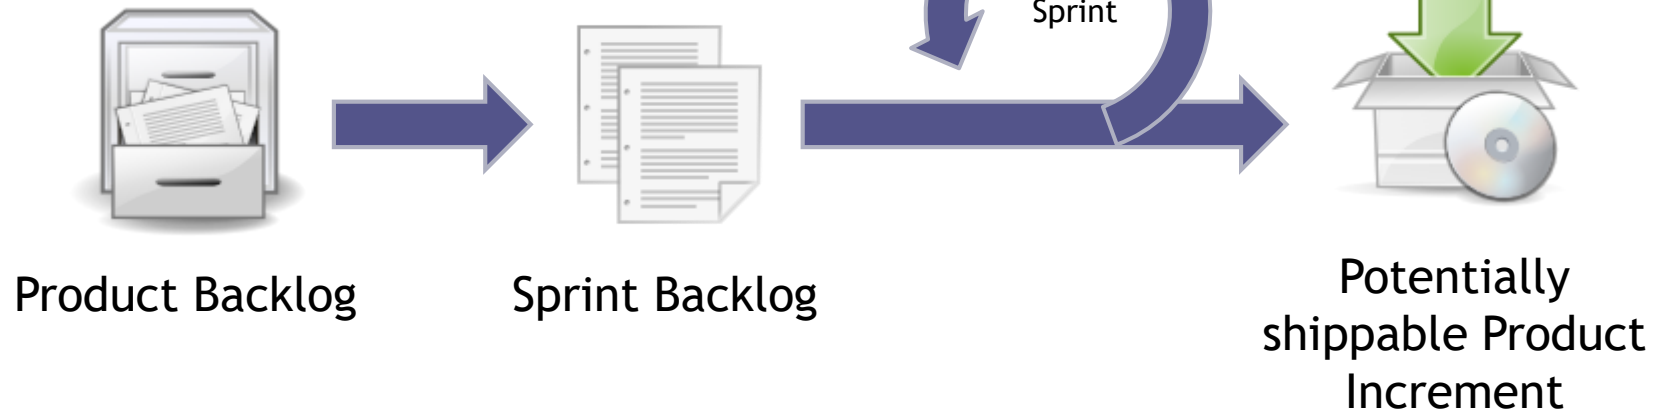 Sprint
Product Backlog
Sprint Backlog
Potentially
shippable Product
Increment